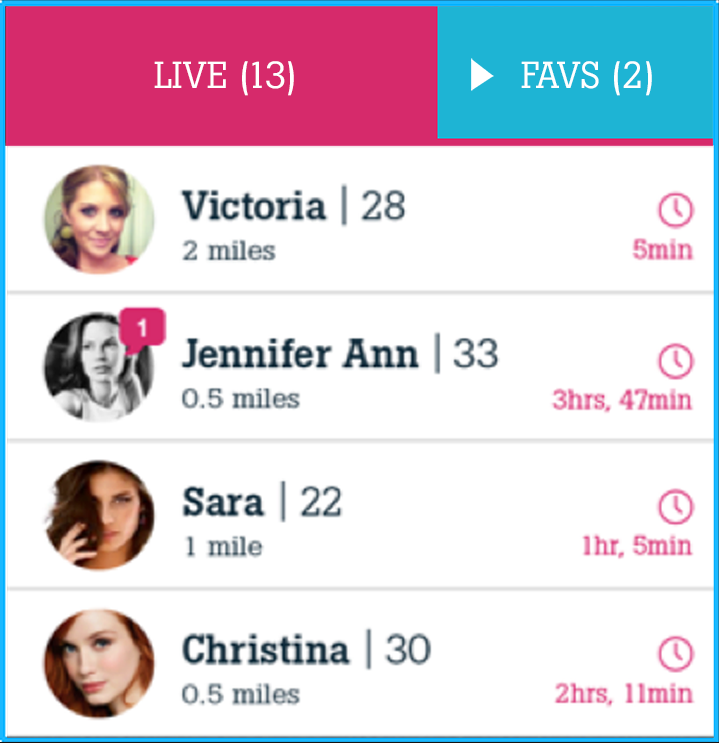 LIVE (13)
FAVS (2)
Victoria | 28
2 miles
5min
1
Jennifer Ann | 33
0.5 miles
3hrs, 47min
Sara | 22
1 mile
1hr, 5min
Christina | 30
0.5 miles
2hrs, 11min